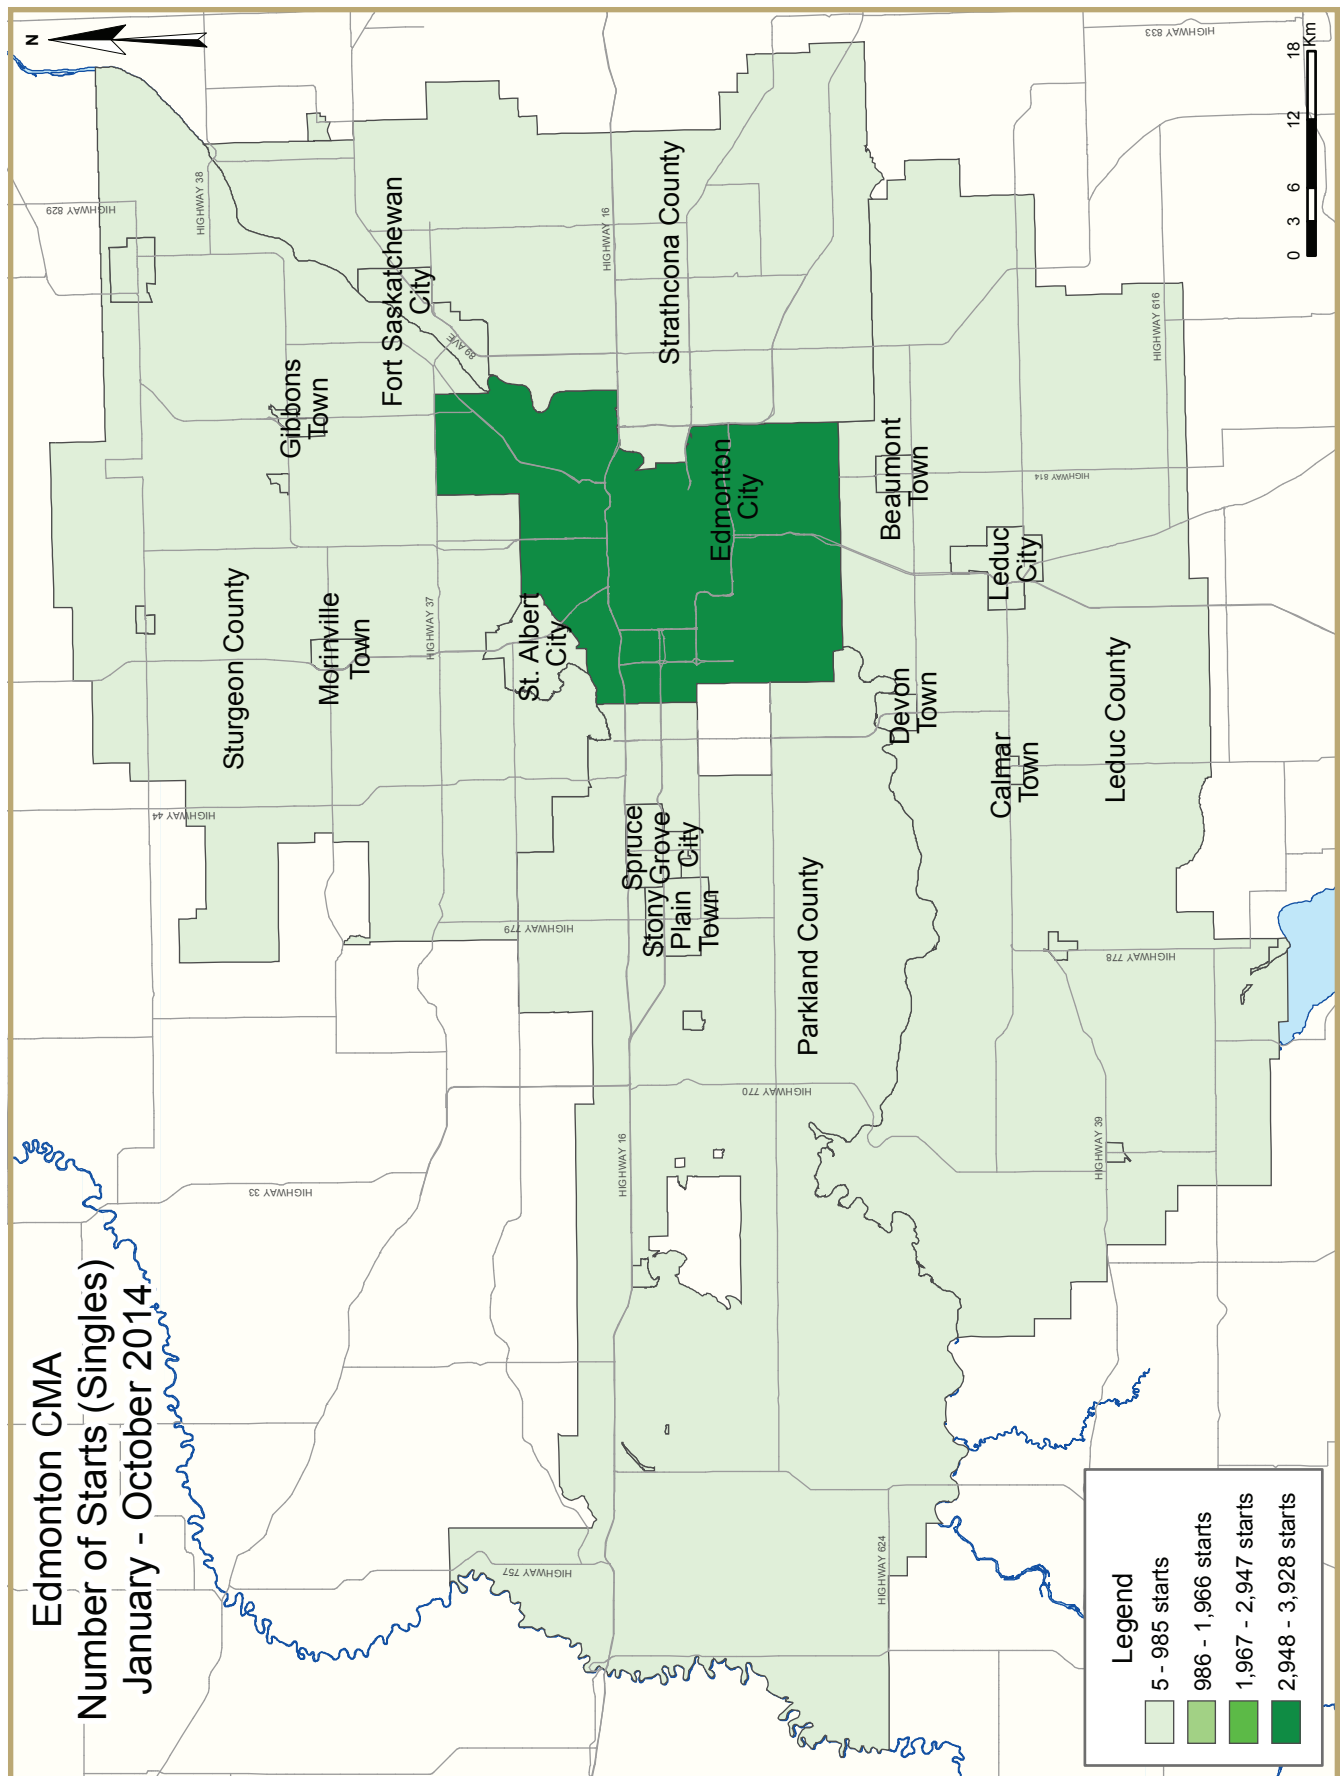 Edmonton CMA
Number of Starts (Singles)
January - October 2014
N
HIGHWAY 829
HIGHWAY 38
HIGHWAY 833
HIGHWAY 44
HIGHWAY 33
Sturgeon County
Gibbons
Town
Morinville
Town
Fort Saskatchewan
City
89 AVE
HIGHWAY 37
St. Albert
City
HIGHWAY 779
HIGHWAY 757
HIGHWAY 16
HIGHWAY 16
Strathcona County
Edmonton
City
Spruce
Grove
City
Stony
Plain
Town
Parkland County
HIGHWAY 770
HIGHWAY 624
Beaumont
Town
Devon
Town
Leduc
City
Calmar
Town
Leduc County
HIGHWAY 814
HIGHWAY 616
HIGHWAY 778
HIGHWAY 39
Legend
5 - 985 starts
986 - 1,966 starts
1,967 - 2,947 starts
2,948 - 3,928 starts
0 3 6 12 18
Km